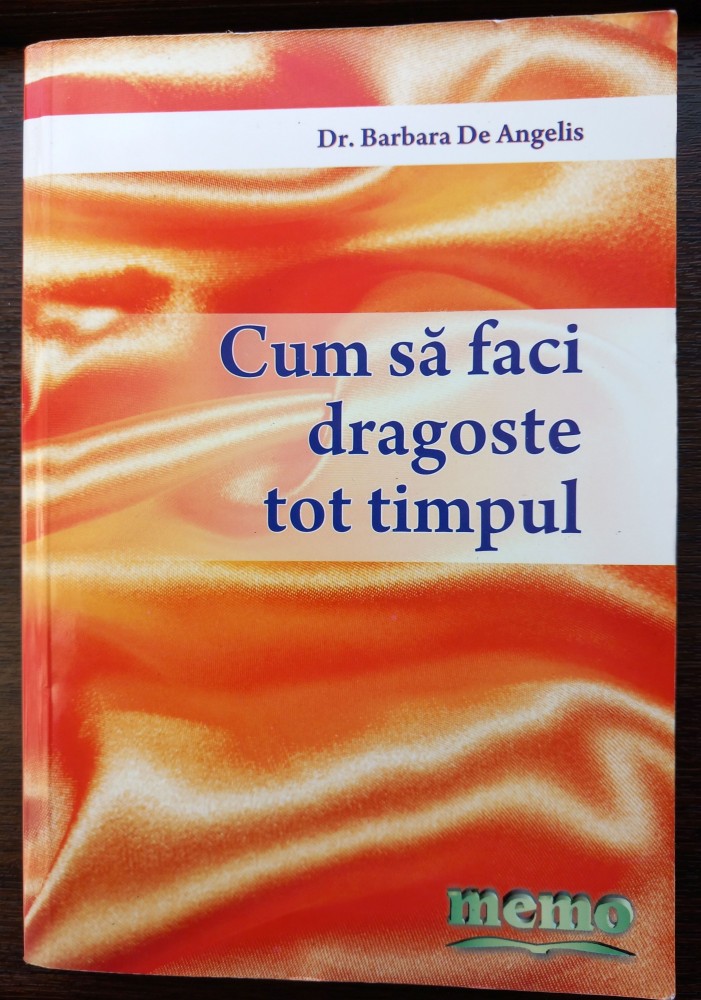 Dr. Barbara De Angelis
Cum să faci
dragoste
tot timpul
memo